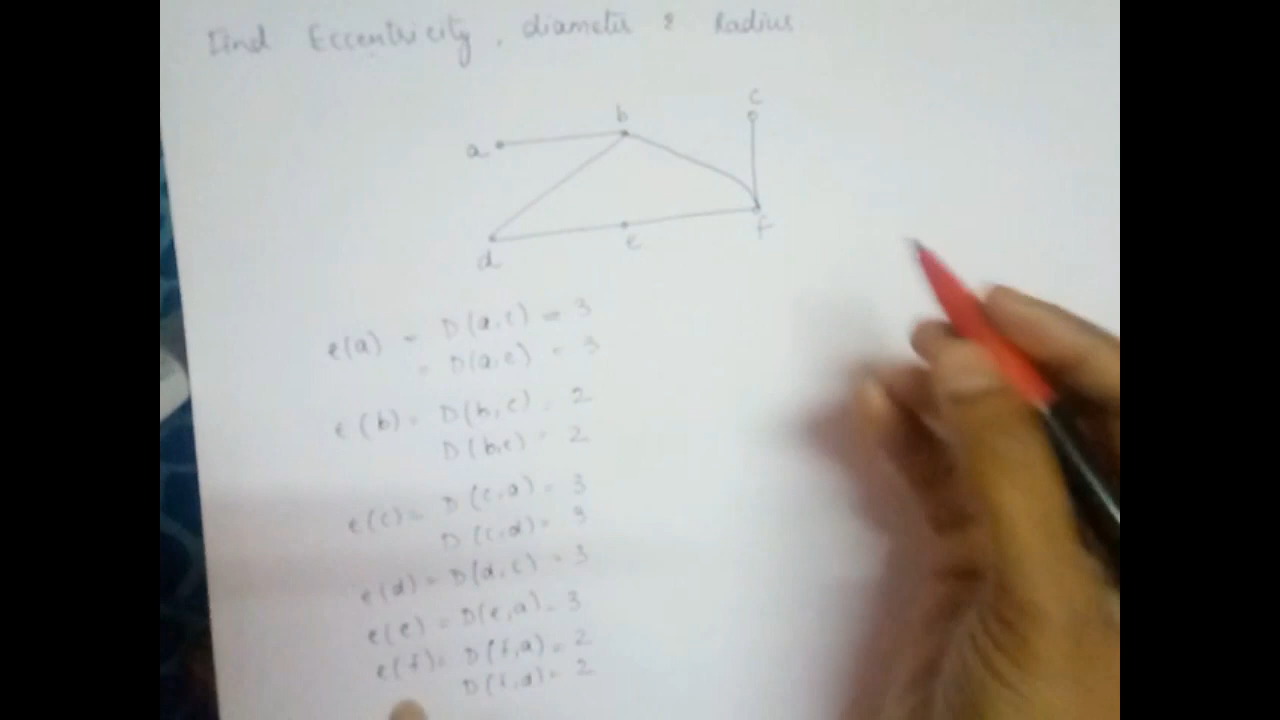 Find Eccentricity, diameter & Radius
b
c
a
f
e
d
e(a) = D(a,c) = 3
= D(a,e) = 3
e(b) = D(b,c) = 2
D(b,e) = 2
e(c) = D(c,a) = 3
D(c,d) = 3
e(d) = D(d,c) = 3
e(e) = D(e,a) = 3
e(f) = D(f,a) = 2
D(f,d) = 2